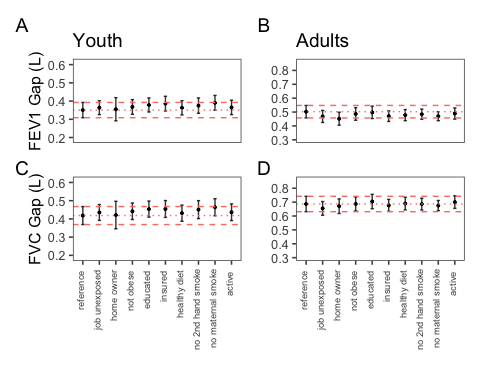 A
B
Youth
Adults
FEV1 Gap (L)
0.6
0.5
0.4
0.3
0.2
0.8
0.7
0.6
0.5
0.4
0.3
C
D
FVC Gap (L)
0.6
0.5
0.4
0.3
0.2
0.8
0.7
0.6
0.5
0.4
0.3
reference
job unexposed
home owner
not obese
educated
insured
healthy diet
no 2nd hand smoke
no maternal smoke
active
reference
job unexposed
home owner
not obese
educated
insured
healthy diet
no 2nd hand smoke
no maternal smoke
active